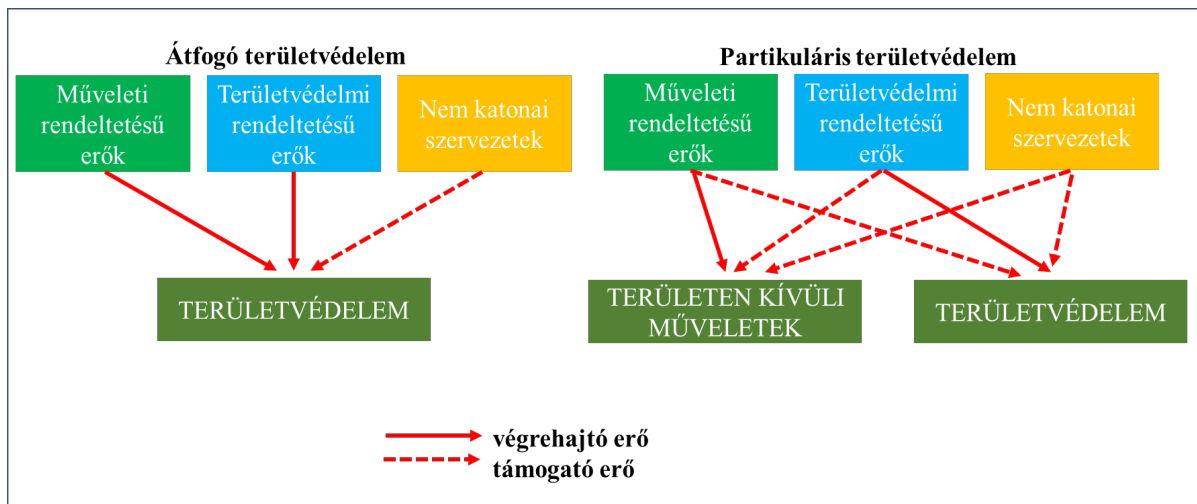 Átfogó területvédelem
Műveleti
rendeltetésű
erők
Területvédelmi
rendeltetésű
erők
Nem katonai
szervezetek
TERÜLETVÉDELEM
Partikuláris területvédelem
Műveleti
rendeltetésű
erők
Területvédelmi
rendeltetésű
erők
Nem katonai
szervezetek
TERÜLETEN KÍVÜLI
MŰVELETEK
TERÜLETVÉDELEM
végrehajtó erő
támogató erő